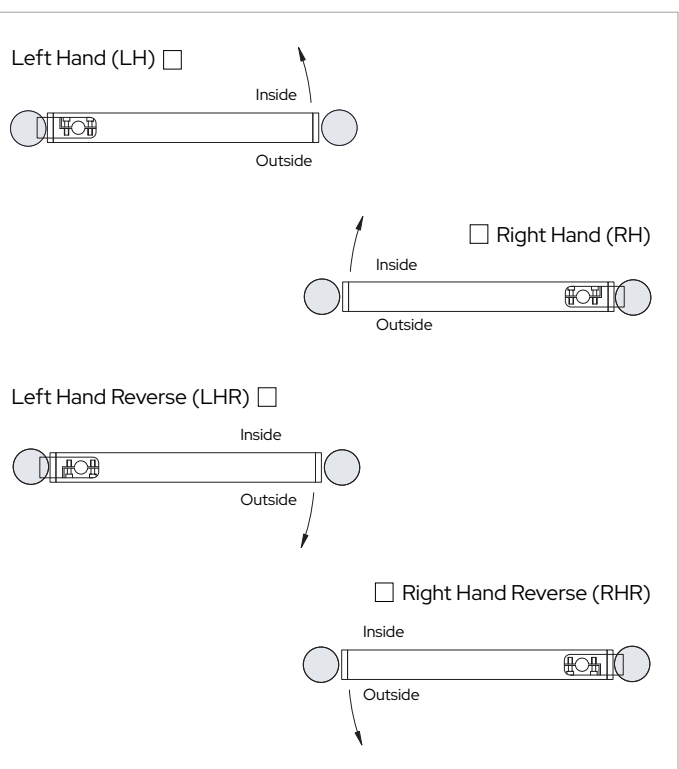 Left Hand (LH)
Inside
Outside
Right Hand (RH)
Inside
Outside
Left Hand Reverse (LHR)
Inside
Outside
Right Hand Reverse (RHR)
Inside
Outside